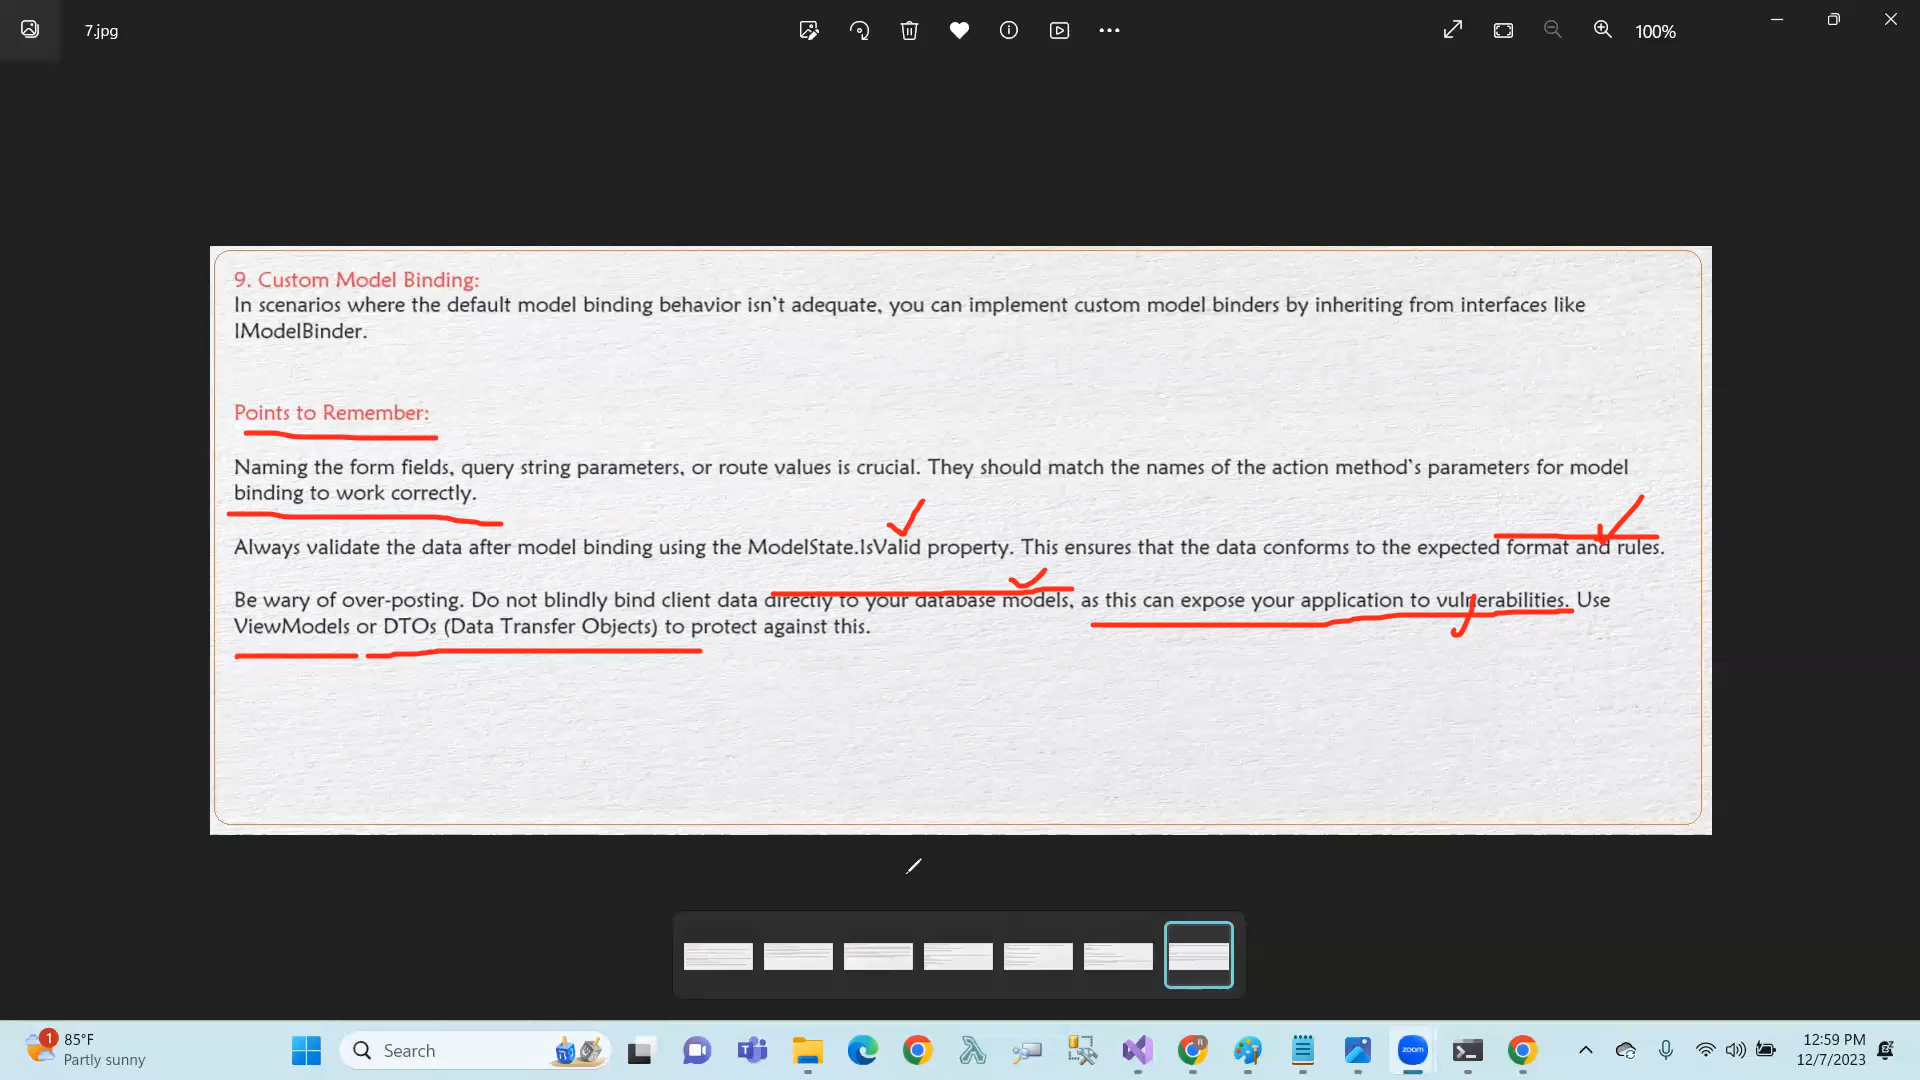 7.jpg
100%
9. Custom Model Binding:
In scenarios where the default model binding behavior isn't adequate, you can implement custom model binders by inheriting from interfaces like
IModelBinder.
Points to Remember:
Naming the form fields, query string parameters, or route values is crucial. They should match the names of the action method's parameters for model
binding to work correctly.
Always validate the data after model binding using the ModelState.IsValid property. This ensures that the data conforms to the expected format and rules.
Be wary of over-posting. Do not blindly bind client data directly to your database models, as this can expose your application to vulnerabilities. Use
ViewModels or DTOs (Data Transfer Objects) to protect against this.
1
85°F
Partly sunny
Search
R
zoom
12:59 PM
12/7/2023